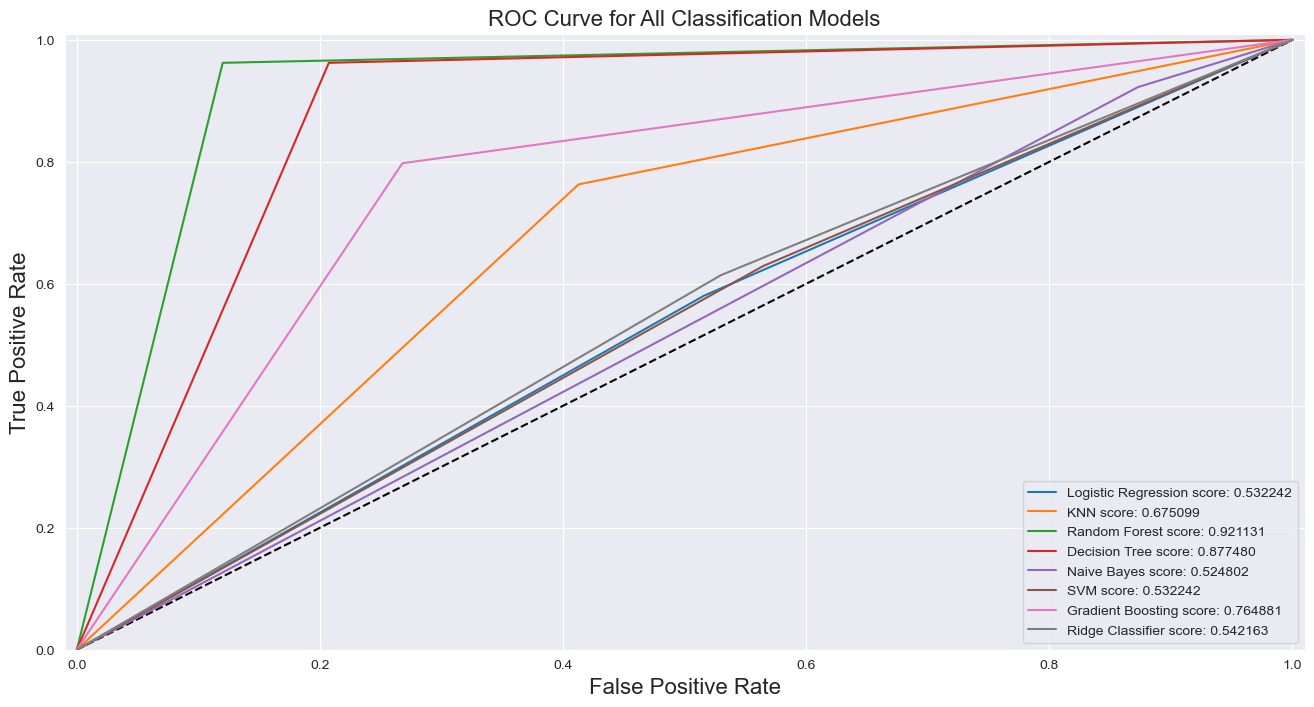 ROC Curve for All Classification Models
True Positive Rate
1.0
0.8
0.6
0.4
0.2
0.0
0.0 0.2 0.4 0.6 0.8 1.0
False Positive Rate
Logistic Regression score: 0.532242
KNN score: 0.675099
Random Forest score: 0.921131
Decision Tree score: 0.877480
Naive Bayes score: 0.524802
SVM score: 0.532242
Gradient Boosting score: 0.764881
Ridge Classifier score: 0.542163